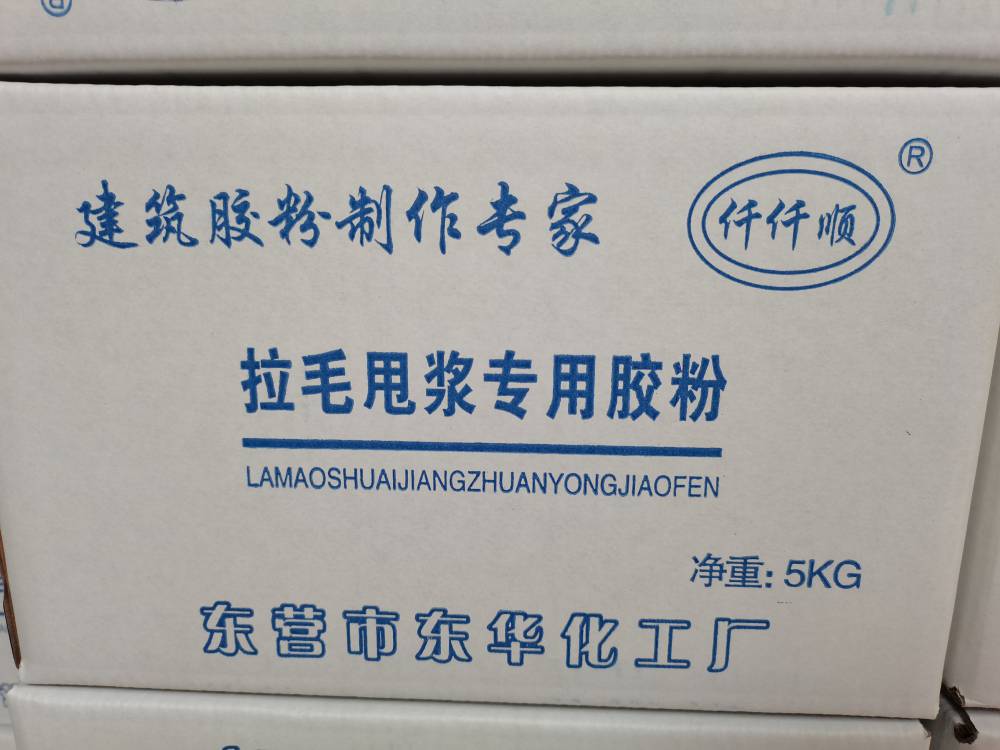 建筑胶粉制作专家
仟仟顺
®
拉毛甩浆专用胶粉
LAMAOSHUAIJIANGZHUANYONGJIAOFEN
净重: 5KG
东营市东华化工厂